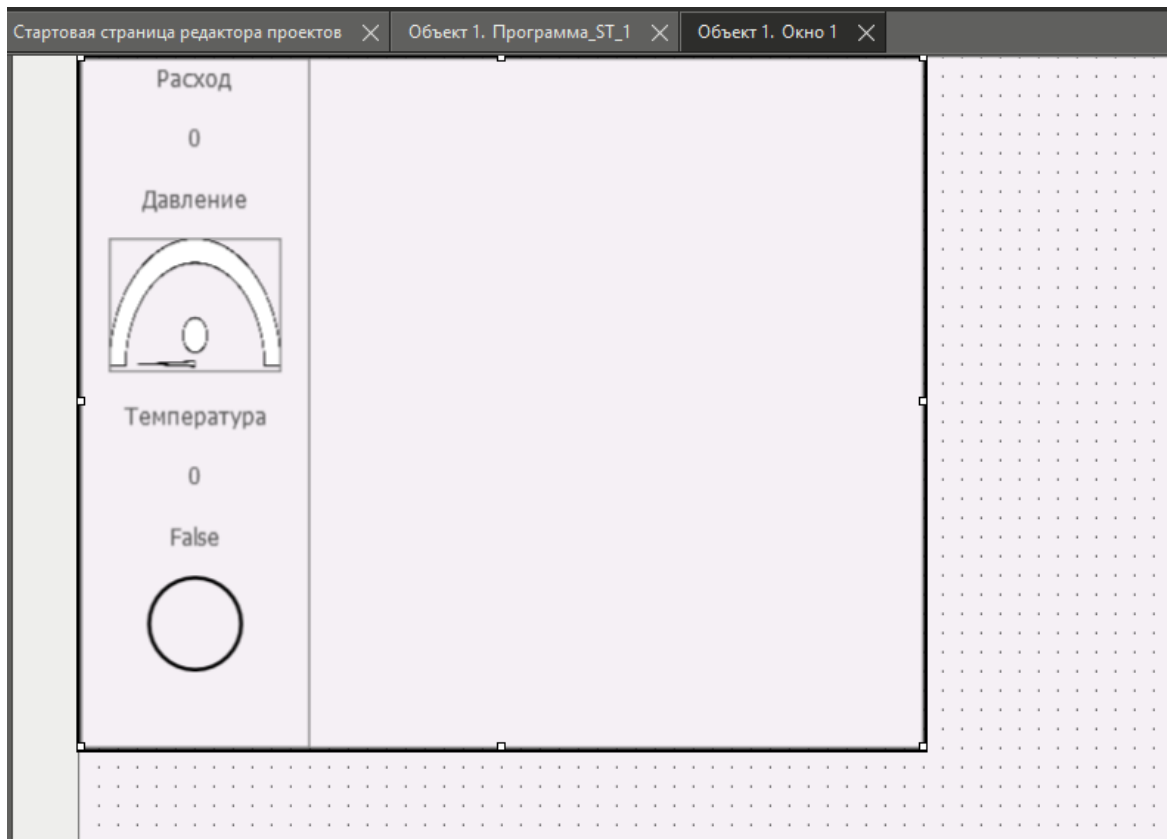 Стартовая страница редактора проектов
Объект 1. Программа_ST_1
Объект 1. Окно 1
Расход
0
Давление
Температура
0
False